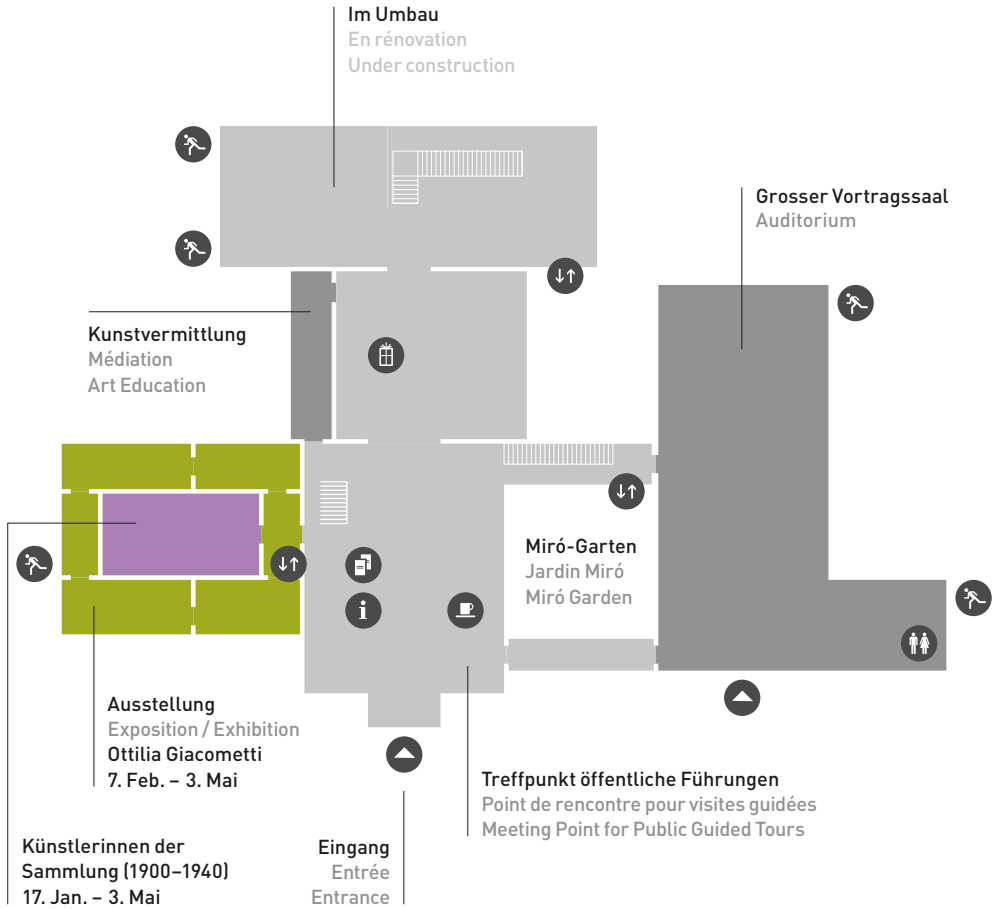 Im Umbau
En rénovation
Under construction
Grosser Vortragssaal
Auditorium
Kunstvermittlung
Médiation
Art Education
Miró-Garten
Jardin Miró
Miró Garden
Ausstellung
Exposition / Exhibition
Ottilia Giacometti
7. Feb. – 3. Mai
Treffpunkt öffentliche Führungen
Point de rencontre pour visites guidées
Meeting Point for Public Guided Tours
Künstlerinnen der
Sammlung (1900–1940)
17. Jan. – 3. Mai
Eingang
Entrée
Entrance